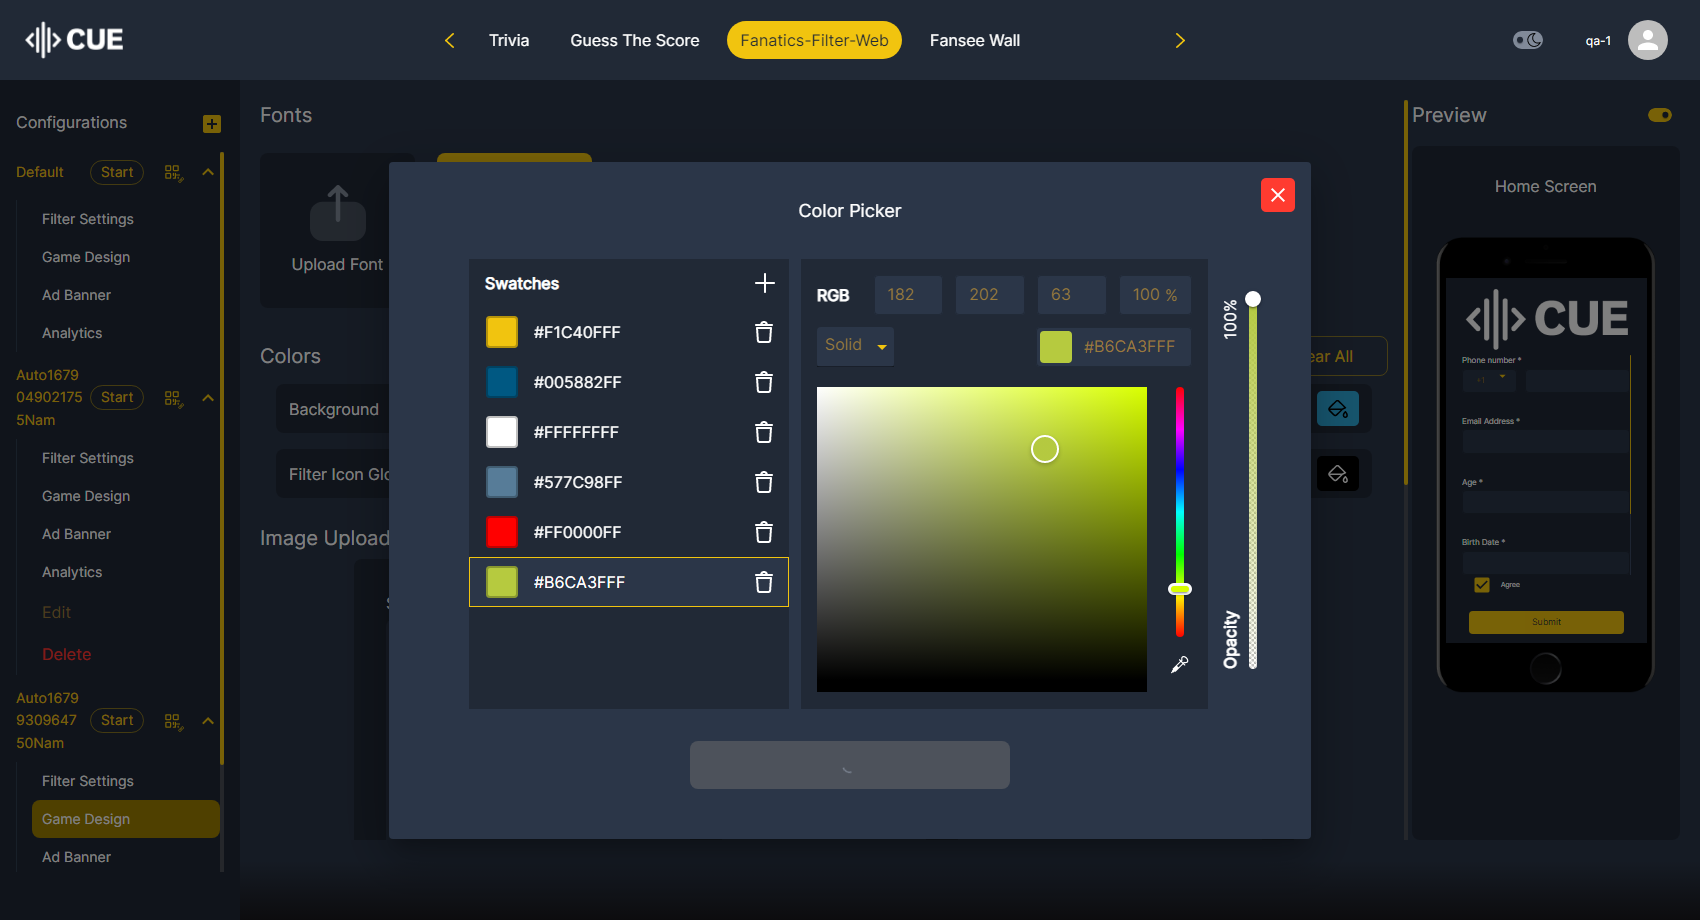 CUE
Trivia
Guess The Score
Fanatics-Filter-Web
Fansee Wall
qa-1
Configurations
Default
Start
Filter Settings
Game Design
Ad Banner
Analytics
Auto1679
04902175
5Nam
Start
Filter Settings
Game Design
Ad Banner
Analytics
Edit
Delete
Auto1679
9309647
50Nam
Start
Filter Settings
Game Design
Ad Banner
Fonts
Upload Font
Colors
Background
Filter Icon Glo
Image Upload
ear All
Color Picker
Swatches
#F1C40FFF
#005882FF
#FFFFFFFF
#577C98FF
#FF0000FF
#B6CA3FFF
RGB
182
202
63
100 %
Solid
#B6CA3FFF
100%
Opacity
Preview
Home Screen
CUE
Phone number *
+1
Email Address *
Age *
Birth Date *
Agree
Submit